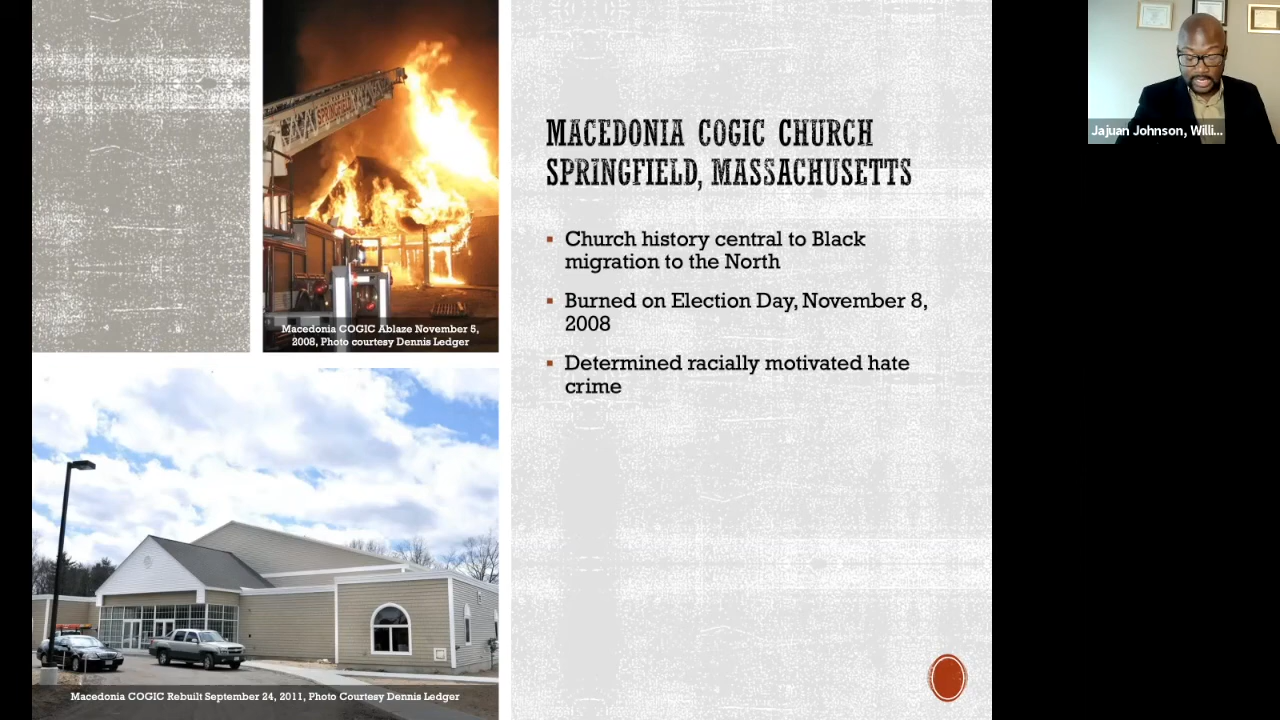 MACEDONIA COGIC CHURCH
SPRINGFIELD, MASSACHUSETTS
Church history central to Black
migration to the North
Burned on Election Day, November 8,
2008
Determined racially motivated hate
crime
SPRINGFIELD
Macedonia COGIC Ablaze November 5,
2008, Photo courtesy Dennis Ledger
Macedonia COGIC Rebuilt September 24, 2011, Photo Courtesy Dennis Ledger
Jajuan Johnson, Willi...